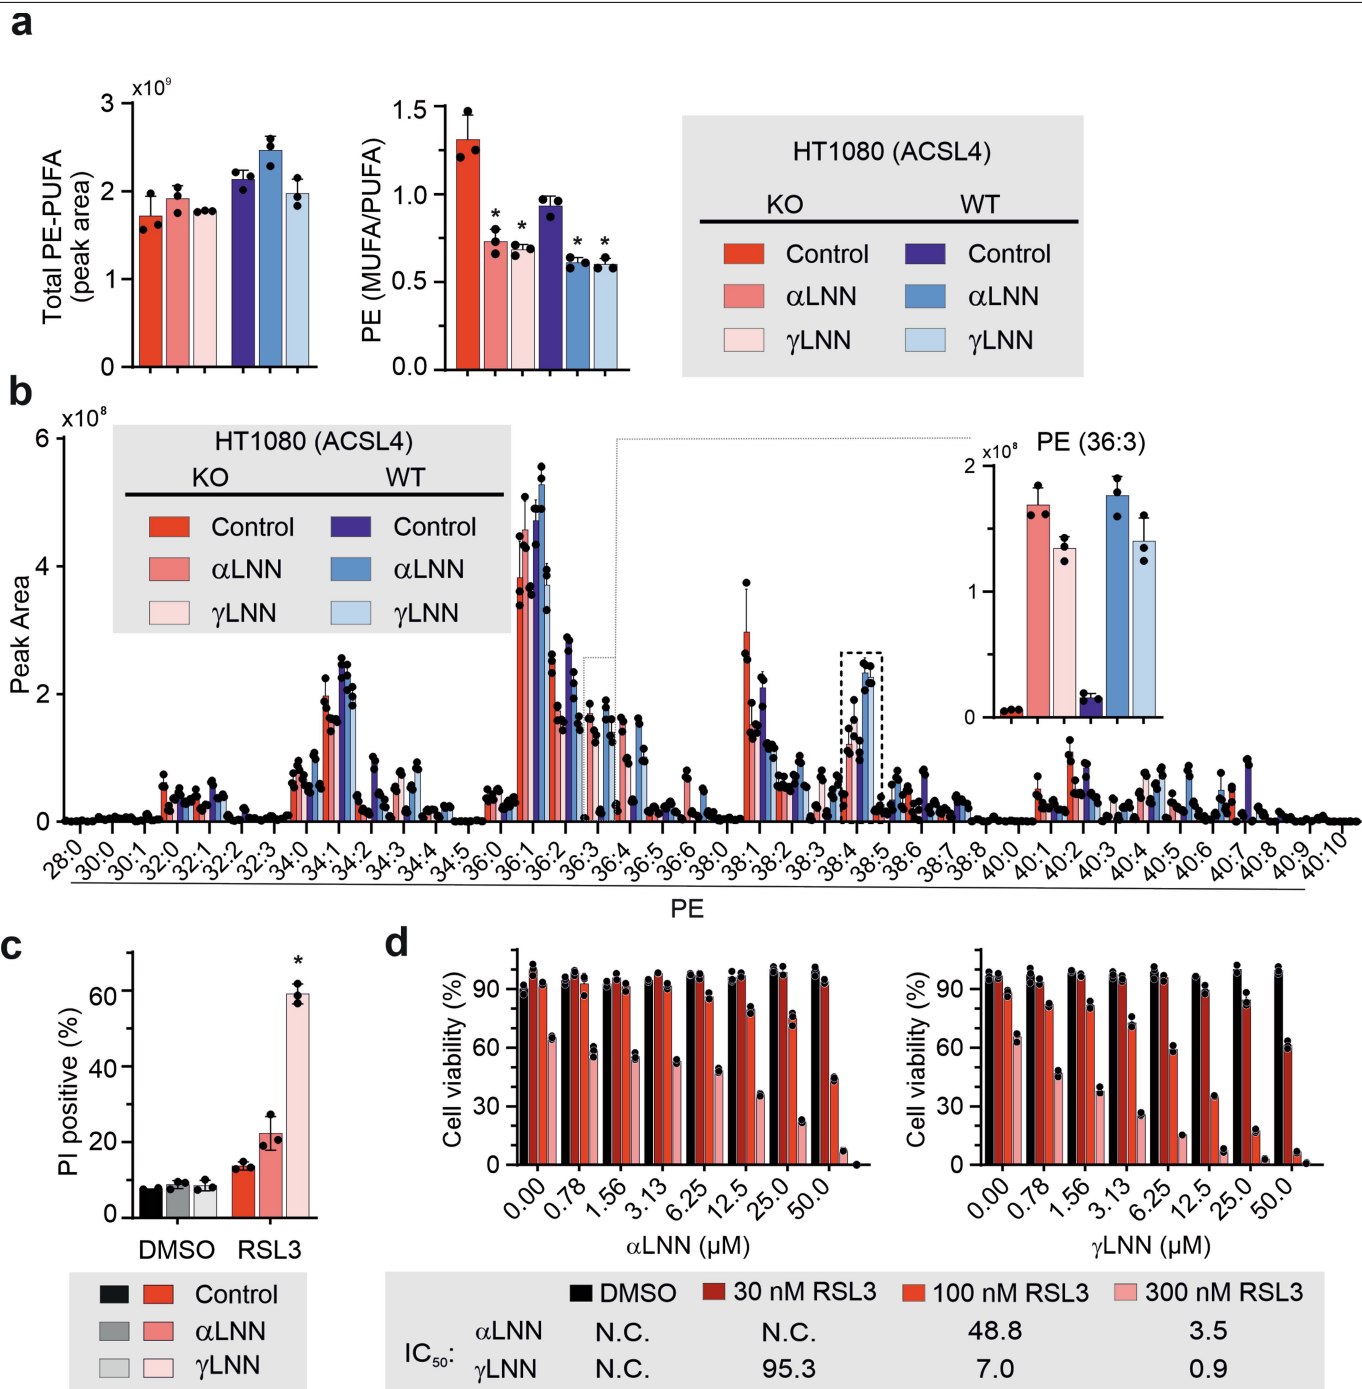 a
x10⁹
3
2
1
0
Total PE-PUFA
(peak area)
1.5
1.0
0.5
0.0
PE (MUFA/PUFA)
*
*
*
*
HT1080 (ACSL4)
KO WT
Control Control
αLNN αLNN
γLNN γLNN
b
x10⁸
6
4
2
0
Peak Area
HT1080 (ACSL4)
KO WT
Control Control
αLNN αLNN
γLNN γLNN
PE (36:3)
x10⁸
2
1
0
28:0 30:0 30:1 32:0 32:1 32:2 32:3 34:0 34:1 34:2 34:3 34:4 34:5 36:0 36:1 36:2 36:3 36:4 36:5 36:6 38:0 38:1 38:2 38:3 38:4 38:5 38:6 38:7 38:8 40:0 40:1 40:2 40:3 40:4 40:5 40:6 40:7 40:8 40:9 40:10
PE
c
60
40
20
0
PI positive (%)
*
DMSO RSL3
Control
αLNN
γLNN
d
90
60
30
0
Cell viability (%)
0.00 0.78 1.56 3.13 6.25 12.5 25.0 50.0
αLNN (µM)
90
60
30
0
Cell viability (%)
0.00 0.78 1.56 3.13 6.25 12.5 25.0 50.0
γLNN (µM)
DMSO 30 nM RSL3 100 nM RSL3 300 nM RSL3
IC₅₀:
αLNN N.C. N.C. 48.8 3.5
γLNN N.C. 95.3 7.0 0.9